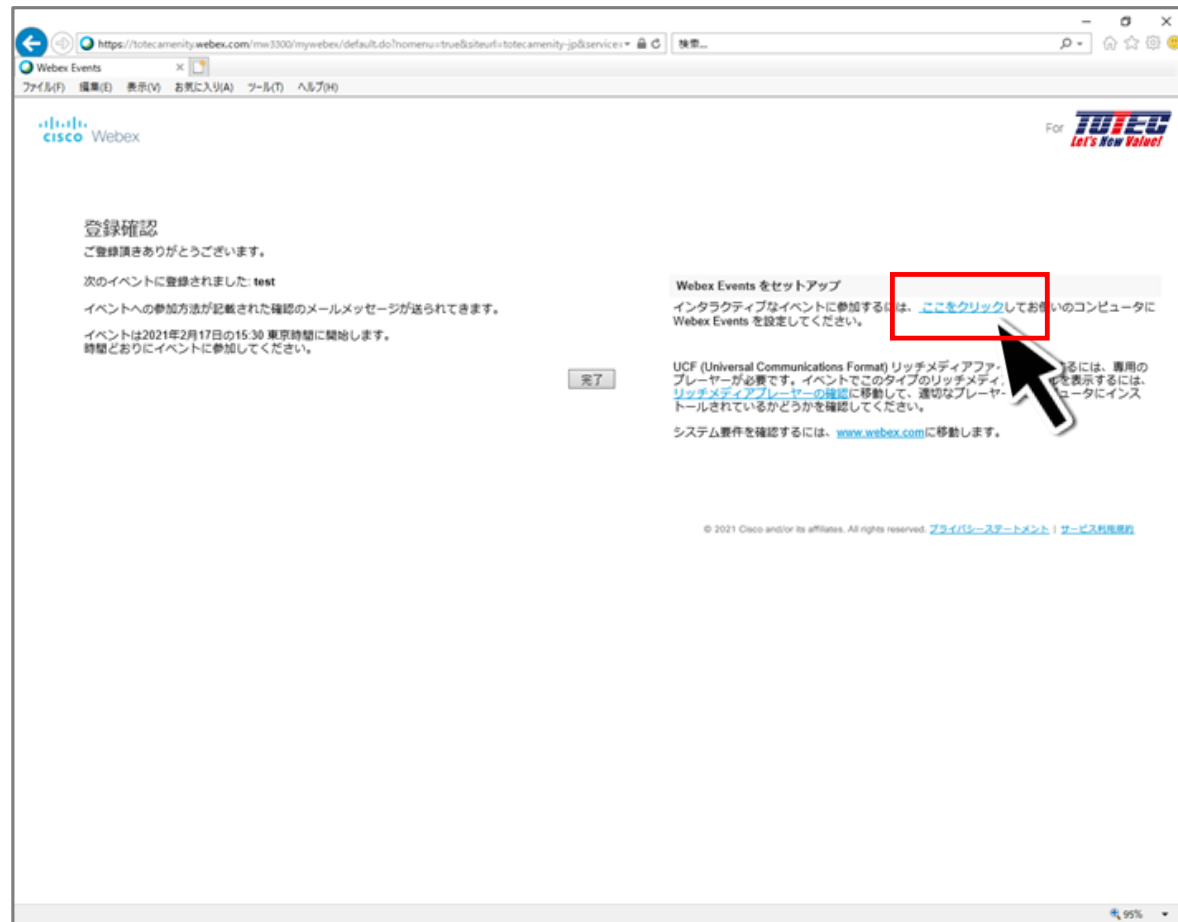 https://totecamenity.webex.com/mw3300/mywebex/default.do?nomenu=true&siteurl=totecamenity-jp&service=
検索...
Webex Events
ファイル(F) 編集(E) 表示(V) お気に入り(A) ツール(T) ヘルプ(H)
CISCO Webex
For TOTEC
Let's New Value!
登録確認
ご登録頂きありがとうございます。
次のイベントに登録されました: test
イベントへの参加方法が記載された確認のメールメッセージが送られてきます。
イベントは2021年2月17日の15:30 東京時間に開始します。
時間どおりにイベントに参加してください。
完了
Webex Events をセットアップ
インタラクティブなイベントに参加するには、 ここをクリックしてお使いのコンピュータに
Webex Events を設定してください。
UCF (Universal Communications Format) リッチメディアファ るには、専用の
プレーヤーが必要です。イベントでこのタイプのリッチメディ を表示するには、
リッチメディアプレーヤーの確認に移動して、適切なプレーヤ ュータにインス
トールされているかどうかを確認してください。
システム要件を確認するには、www.webex.comに移動します。
© 2021 Cisco and/or its affiliates. All rights reserved. プライバシーステートメント | サービス利用規約
95%